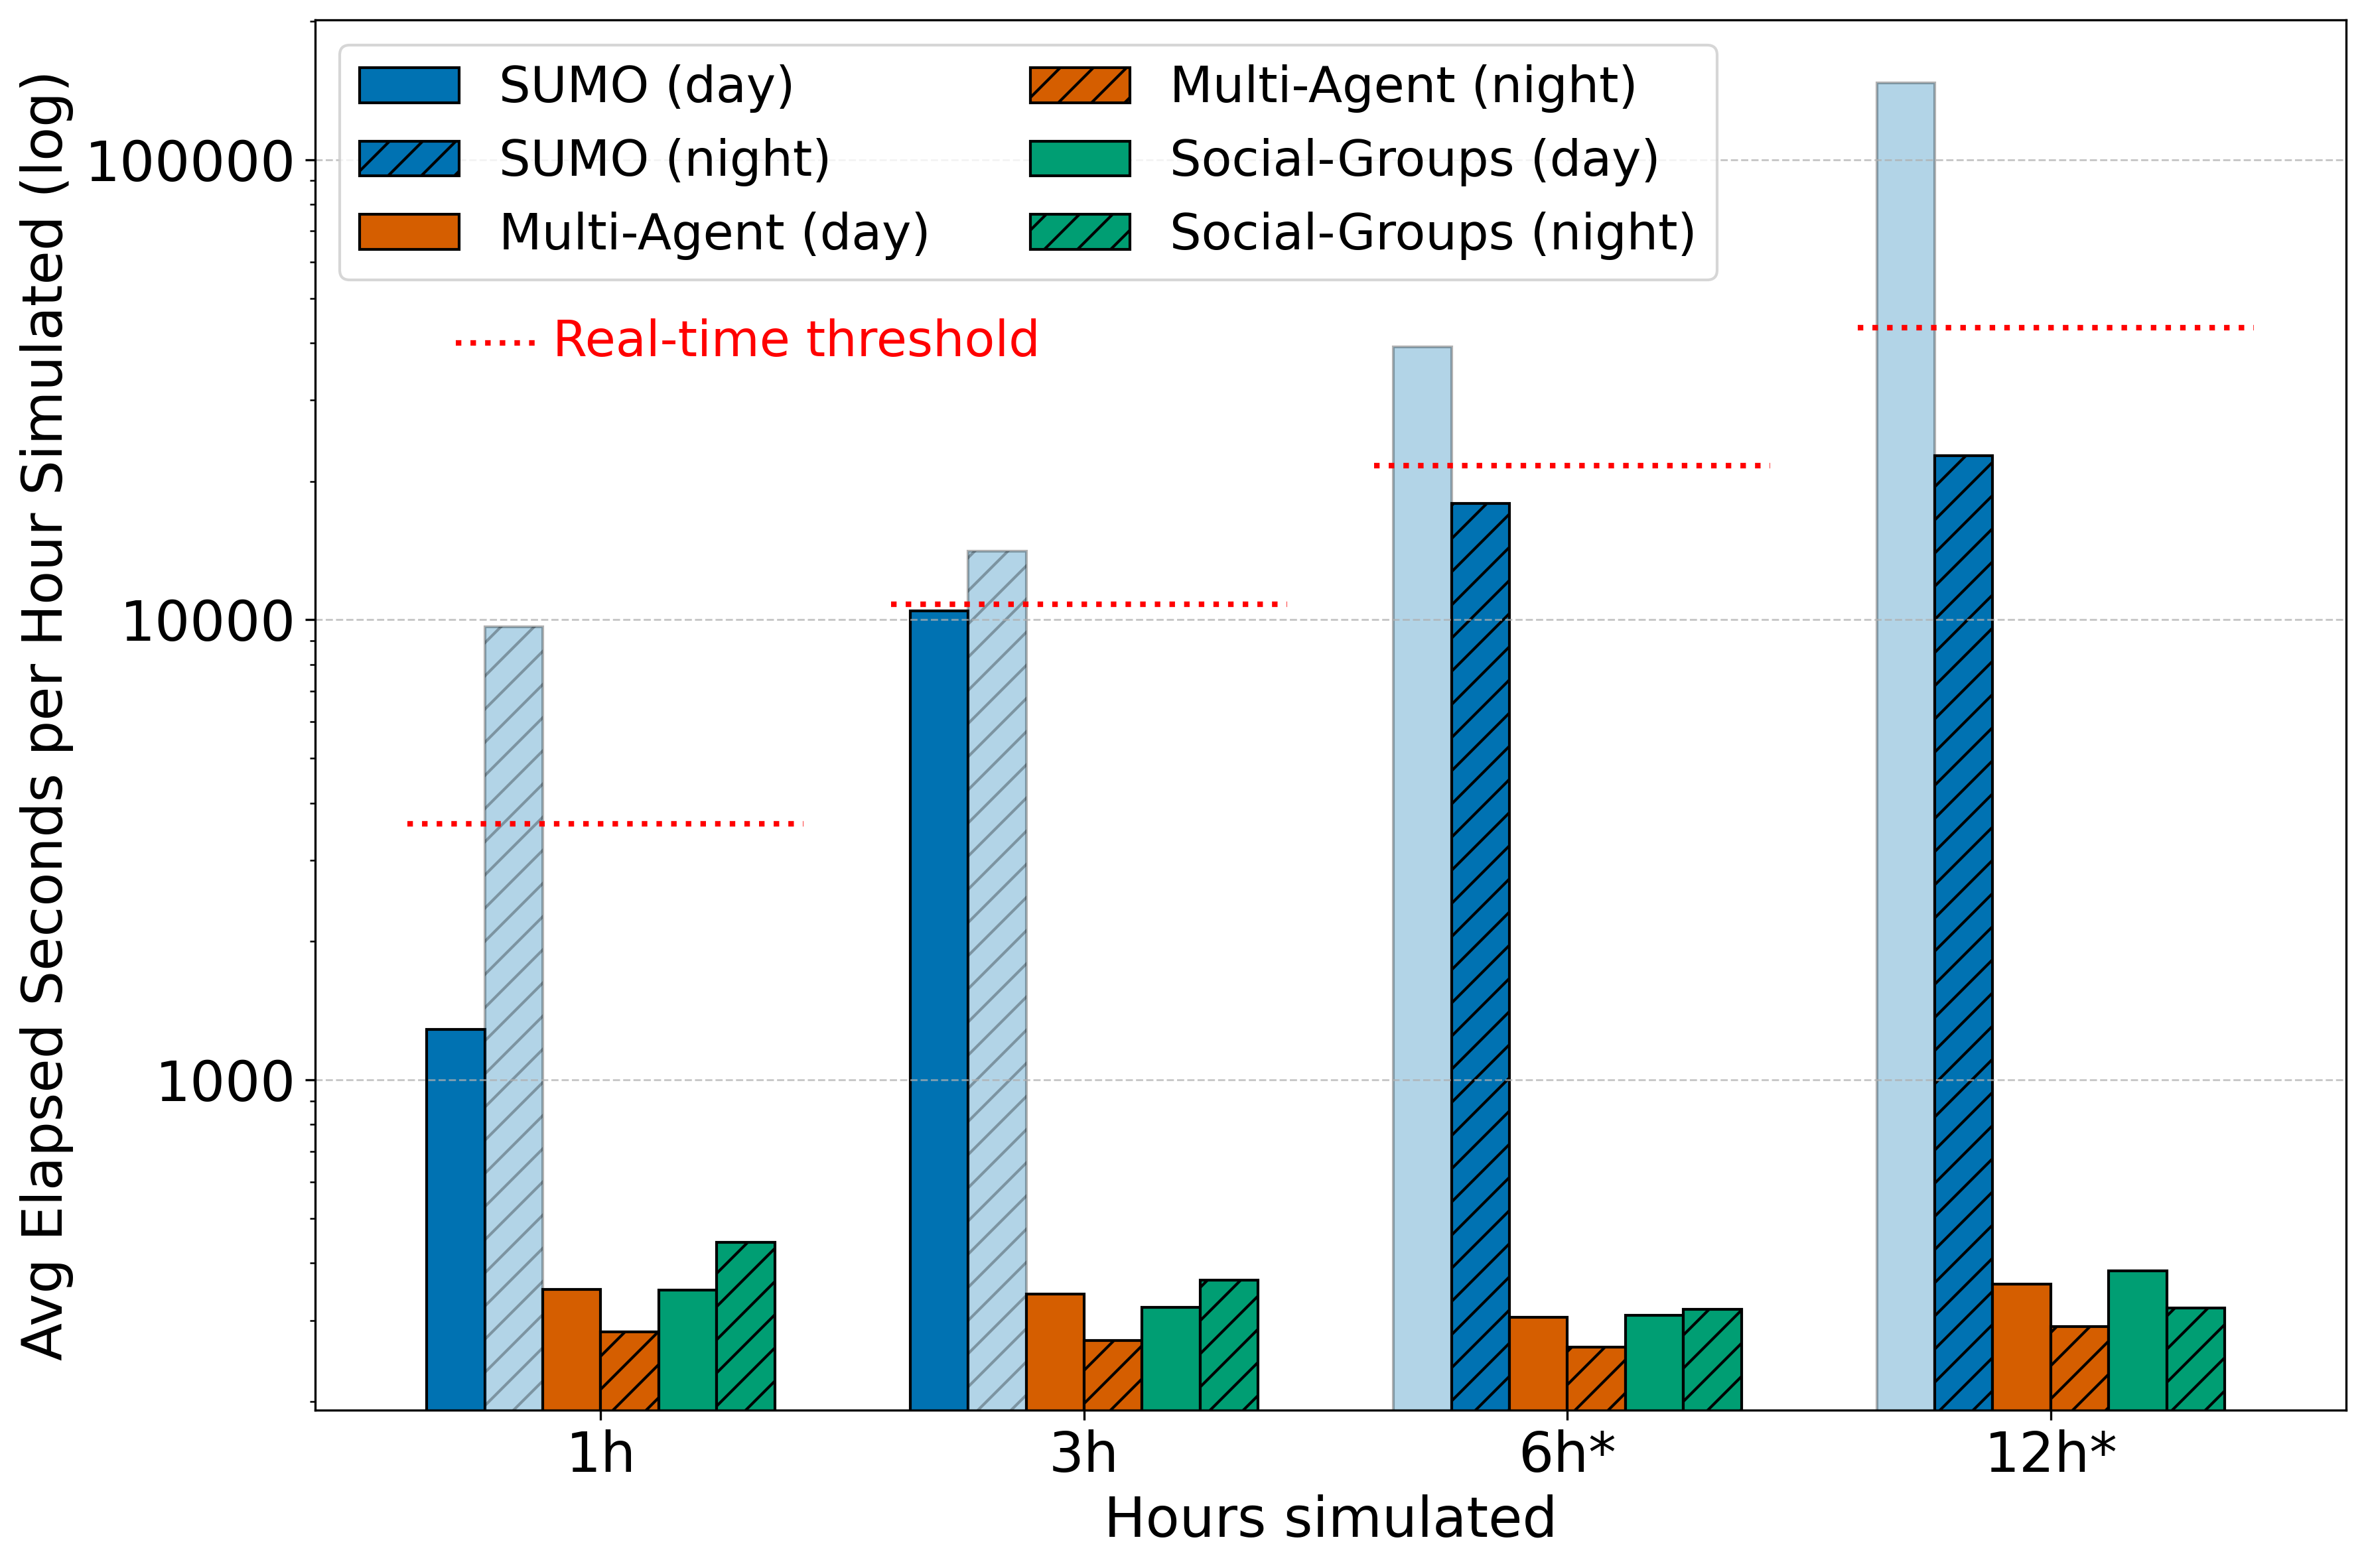 Avg Elapsed Seconds per Hour Simulated (log)
100000
10000
1000
SUMO (day)
SUMO (night)
Multi-Agent (day)
Multi-Agent (night)
Social-Groups (day)
Social-Groups (night)
Real-time threshold
1h
3h
6h*
12h*
Hours simulated